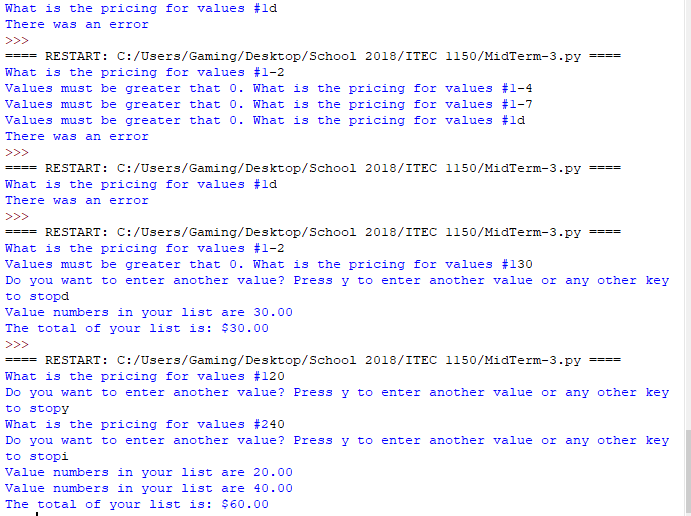 What is the pricing for values #1d
There was an error
>>>
==== RESTART: C:/Users/Gaming/Desktop/School 2018/ITEC 1150/MidTerm-3.py ====
What is the pricing for values #1-2
Values must be greater that 0. What is the pricing for values #1-4
Values must be greater that 0. What is the pricing for values #1-7
Values must be greater that 0. What is the pricing for values #1d
There was an error
>>>
==== RESTART: C:/Users/Gaming/Desktop/School 2018/ITEC 1150/MidTerm-3.py ====
What is the pricing for values #1d
There was an error
>>>
==== RESTART: C:/Users/Gaming/Desktop/School 2018/ITEC 1150/MidTerm-3.py ====
What is the pricing for values #1-2
Values must be greater that 0. What is the pricing for values #130
Do you want to enter another value? Press y to enter another value or any other key
to stopd
Value numbers in your list are 30.00
The total of your list is: $30.00
>>>
==== RESTART: C:/Users/Gaming/Desktop/School 2018/ITEC 1150/MidTerm-3.py ====
What is the pricing for values #120
Do you want to enter another value? Press y to enter another value or any other key
to stopy
What is the pricing for values #240
Do you want to enter another value? Press y to enter another value or any other key
to stopi
Value numbers in your list are 20.00
Value numbers in your list are 40.00
The total of your list is: $60.00